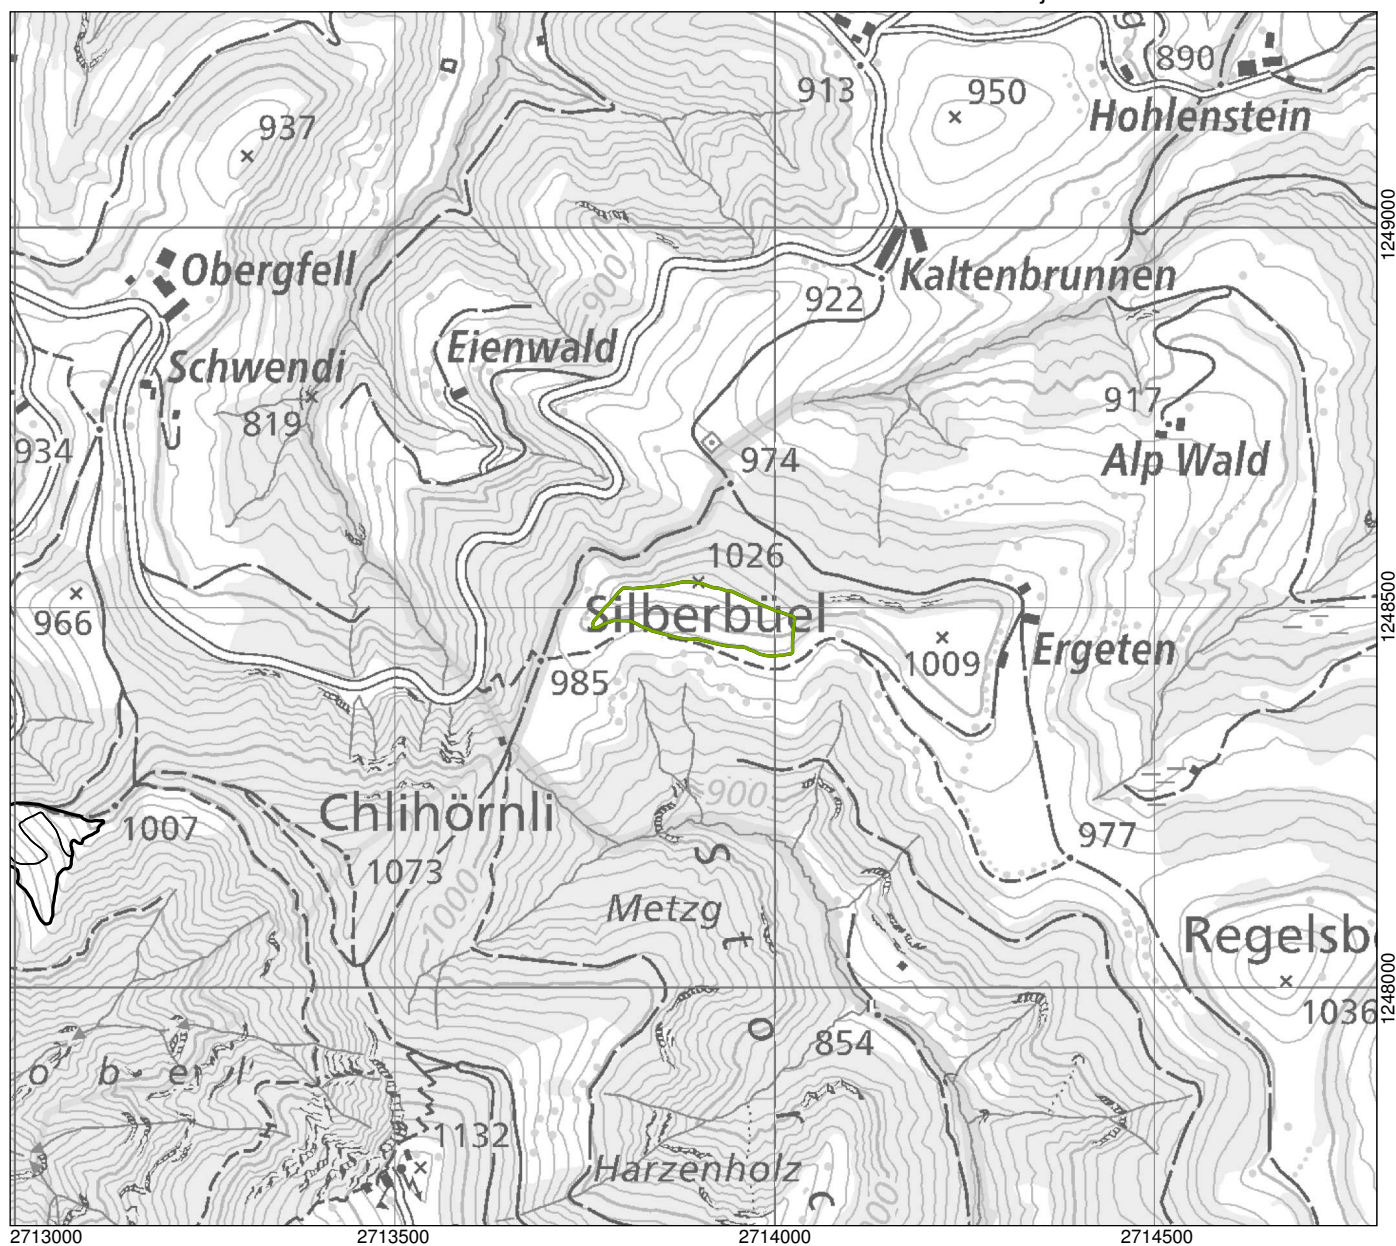 g
890
913
950
Hohlenstein
937
1249000
Obergfell
Kaltenbrunnen
900
922
Eienwald
Schwendi
819
917
934
974
Alp Wald
1026
1248500
966
Silberbüel
985
1009
Ergeten
900
Chlihörnli
1007
977
1073
S
1000
Metzg
t
Regelsb
1248000
1036
o
854
o b e l
r
1132
Harzenholz
c
2713000 2713500 2714000 2714500